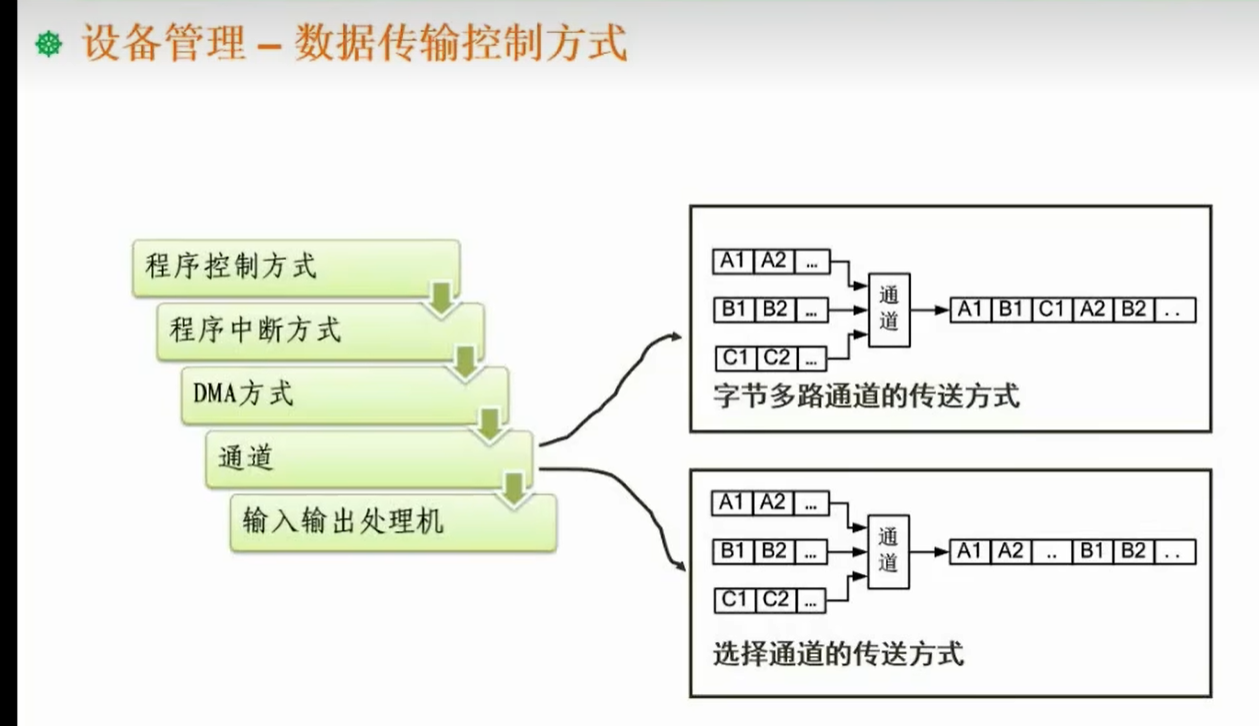 设备管理 – 数据传输控制方式
程序控制方式
程序中断方式
DMA方式
通道
输入输出处理机
A1 A2 ...
B1 B2 ...
C1 C2 ...
通道
A1 B1 C1 A2 B2 ..
字节多路通道的传送方式
A1 A2 ...
B1 B2 ...
C1 C2 ...
通道
A1 A2 .. B1 B2 ..
选择通道的传送方式